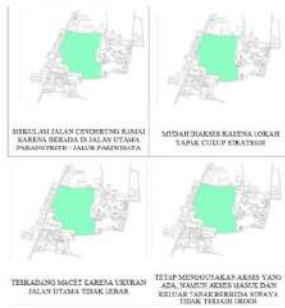 SIRKULASI JALAN CENDERUNG RAMAI
KARENA BERADA DI JALAN UTAMA
PARANGTRITIS / JALUR PARIWISATA
MUDAH DIAKSES KARENA LOKASI
TAPAK CUKUP STRATEGIS
TERKADANG MACET KARENA UKURAN
JALAN UTAMA TIDAK LEBAR
TETAP MENGGUNAKAN AKSES YANG
ADA, NAMUN AKSES MASUK DAN
KELUAR TAPAK BERBEDA SUPAYA
TIDAK TERJADI CROWD